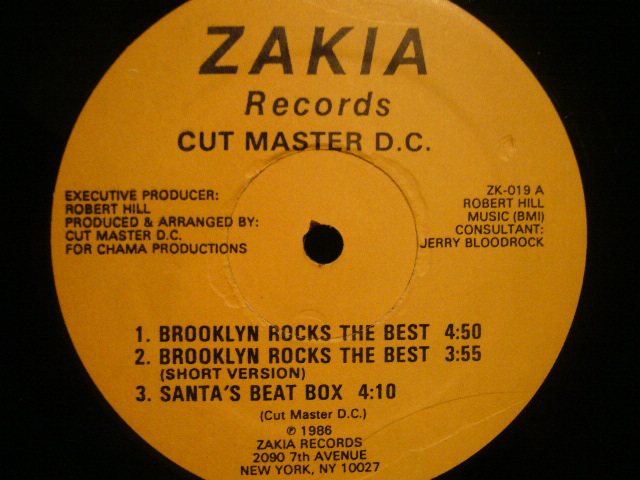 ZAKIA
Records
CUT MASTER D.C.
EXECUTIVE PRODUCER:
ROBERT HILL
PRODUCED & ARRANGED BY:
CUT MASTER D.C.
FOR CHAMA PRODUCTIONS
ZK-019 A
ROBERT HILL
MUSIC (BMI)
CONSULTANT:
JERRY BLOODROCK
1. BROOKLYN ROCKS THE BEST 4:50
2. BROOKLYN ROCKS THE BEST 3:55
(SHORT VERSION)
3. SANTA'S BEAT BOX 4:10
(Cut Master D.C.)
℗ 1986
ZAKIA RECORDS
2090 7th AVENUE
NEW YORK, NY 10027